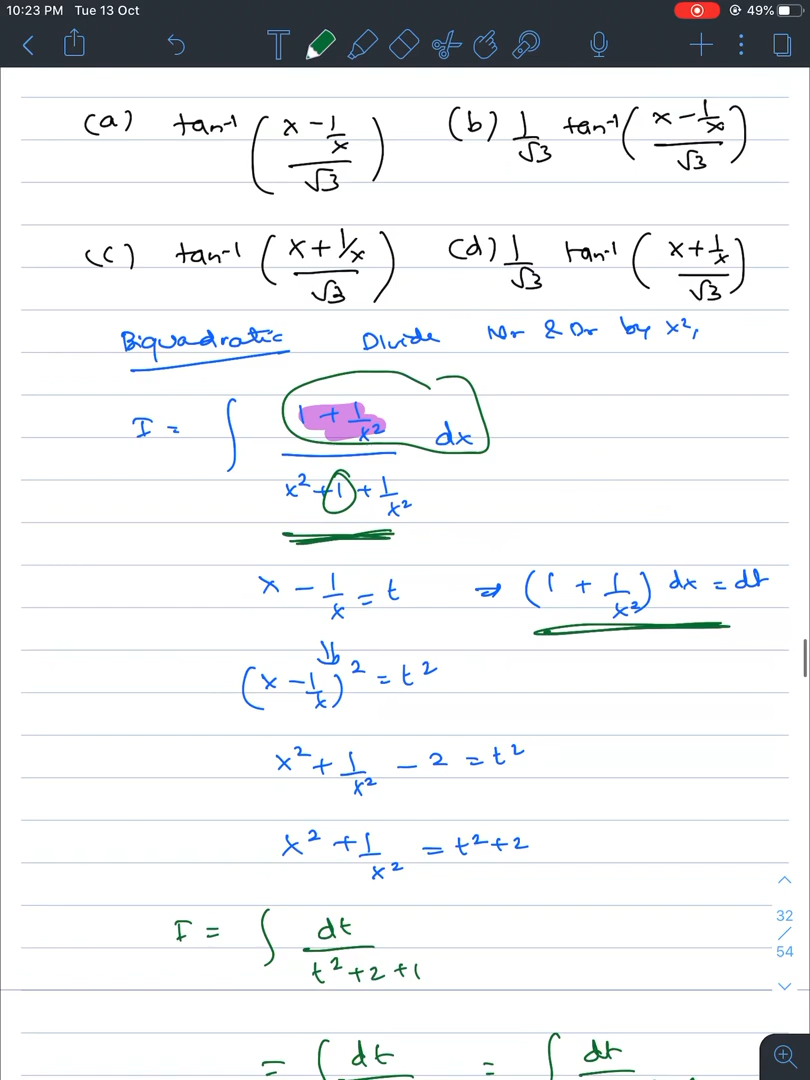 10:23 PM Tue 13 Oct 49%
(a) tan⁻¹ ((x - 1/x)/√3) (b) 1/√3 tan⁻¹ ((x - 1/x)/√3)
(c) tan⁻¹ ((x + 1/x)/√3) (d) 1/√3 tan⁻¹ ((x + 1/x)/√3)
Biquadratic Divide Nr & Dr by x²,
I = ∫ (1 + 1/x²)/(x² + 1 + 1/x²) dx
x - 1/x = t ⇒ (1 + 1/x²) dx = dt
(x - 1/x)² = t²
x² + 1/x² - 2 = t²
x² + 1/x² = t² + 2
32
/
54
I = ∫ dt/(t² + 2 + 1)
= ∫ dt = ∫ dt